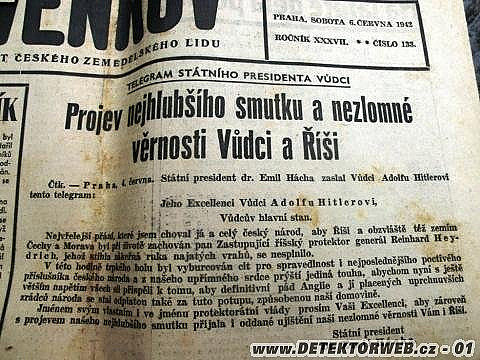 VENKOV
PRAHA, SOBOTA 6. ČERVNA 1942
ROČNÍK XXXVII. • • ČÍSLO 133.
T ČESKÉHO ZEMĚDĚLSKÉHO LIDU
TELEGRAM STÁTNÍHO PRESIDENTA VŮDCI
Projev nejhlubšího smutku a nezlomné
věrnosti Vůdci a Říši
Čtk. — Praha, 4. června. Státní president dr. Emil Hácha zaslal Vůdci Adolfu Hitlerovi
tento telegram:
Jeho Excellenci Vůdci Adolfu Hitlerovi,
Vůdcův hlavní stan.
Nejvřelejší přání, které jsem choval já a celý český národ, aby Říši a obzvláště též zemím
Čechy a Morava byl při životě zachován pan Zastupující říšský protektor generál Reinhard Hey-
drich, jehož stihla zákeřná ruka najatých vrahů, se nesplnilo.
V této hodině trpkého bolu byl vyburcován cit pro spravedlnost i nejposlednějšího poctivého
příslušníka českého národa a z našeho upřímného srdce prýští jediná touha, abychom nyní s ještě
větším napětím všech sil přispěli k tomu, aby definitivní pád Anglie a jí placených uprchnuvších
zrádců národa se stal odplatou také za tuto potupu, způsobenou naší domovině.
Jménem svým vlastním i ve jménu protektorátní vlády prosím Vaši Excellenci, aby zároveň
s projevem našeho nejhlubšího smutku přijala i oddané ujištění naší nezlomné věrnosti Vám i Říši.
Státní president
www.DETEKTORWEB.cz - 01